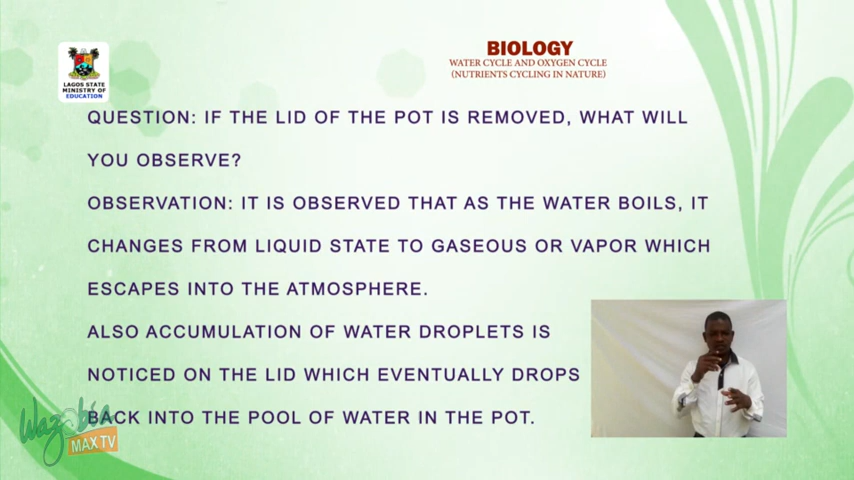 BIOLOGY
WATER CYCLE AND OXYGEN CYCLE
(NUTRIENTS CYCLING IN NATURE)
LAGOS STATE
MINISTRY OF
EDUCATION
QUESTION: IF THE LID OF THE POT IS REMOVED, WHAT WILL
YOU OBSERVE?
OBSERVATION: IT IS OBSERVED THAT AS THE WATER BOILS, IT
CHANGES FROM LIQUID STATE TO GASEOUS OR VAPOR WHICH
ESCAPES INTO THE ATMOSPHERE.
ALSO ACCUMULATION OF WATER DROPLETS IS
NOTICED ON THE LID WHICH EVENTUALLY DROPS
BACK INTO THE POOL OF WATER IN THE POT.
Wazobia
MAX TV